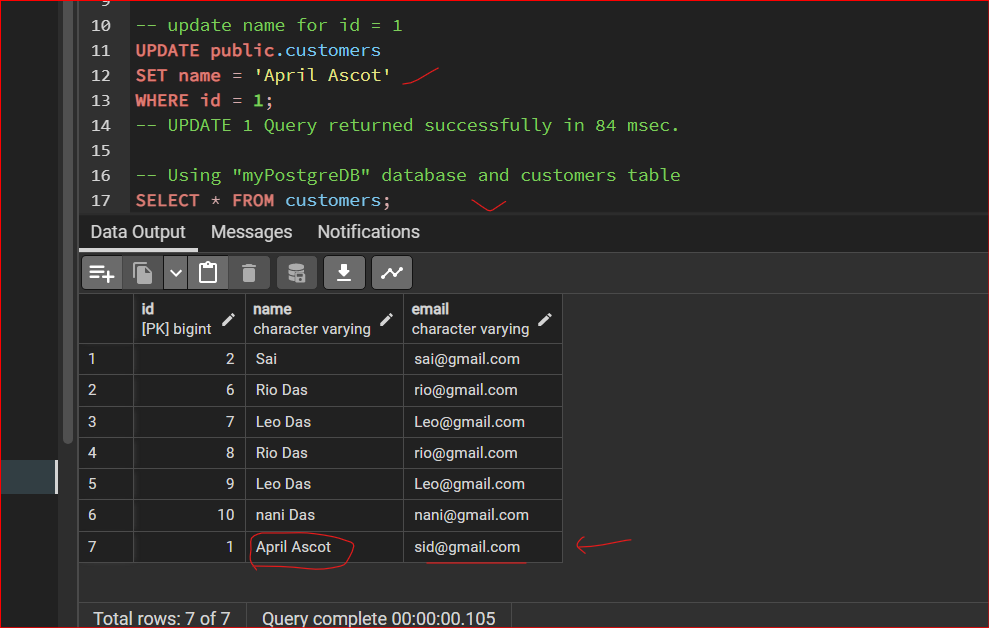 9
10 -- update name for id = 1
11 UPDATE public.customers
12 SET name = 'April Ascot'
13 WHERE id = 1;
14 -- UPDATE 1 Query returned successfully in 84 msec.
15
16 -- Using "myPostgreDB" database and customers table
17 SELECT * FROM customers;
Data Output Messages Notifications
id name email
[PK] bigint character varying character varying
1 2 Sai sai@gmail.com
2 6 Rio Das rio@gmail.com
3 7 Leo Das Leo@gmail.com
4 8 Rio Das rio@gmail.com
5 9 Leo Das Leo@gmail.com
6 10 nani Das nani@gmail.com
7 1 April Ascot sid@gmail.com
Total rows: 7 of 7 Query complete 00:00:00.105